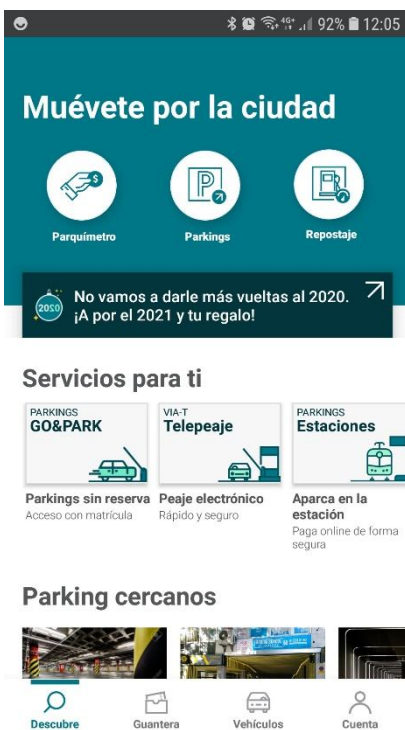 4G+ 92% 12:05
Muévete por la ciudad
Parquímetro Parkings Repostaje
2020
No vamos a darle más vueltas al 2020.
¡A por el 2021 y tu regalo!
Servicios para ti
PARKINGS
GO&PARK
VIA-T
Telepeaje
PARKINGS
Estaciones
Parkings sin reserva
Acceso con matrícula
Peaje electrónico
Rápido y seguro
Aparca en la
estación
Paga online de forma
segura
Parking cercanos
Descubre Guantera Vehículos Cuenta